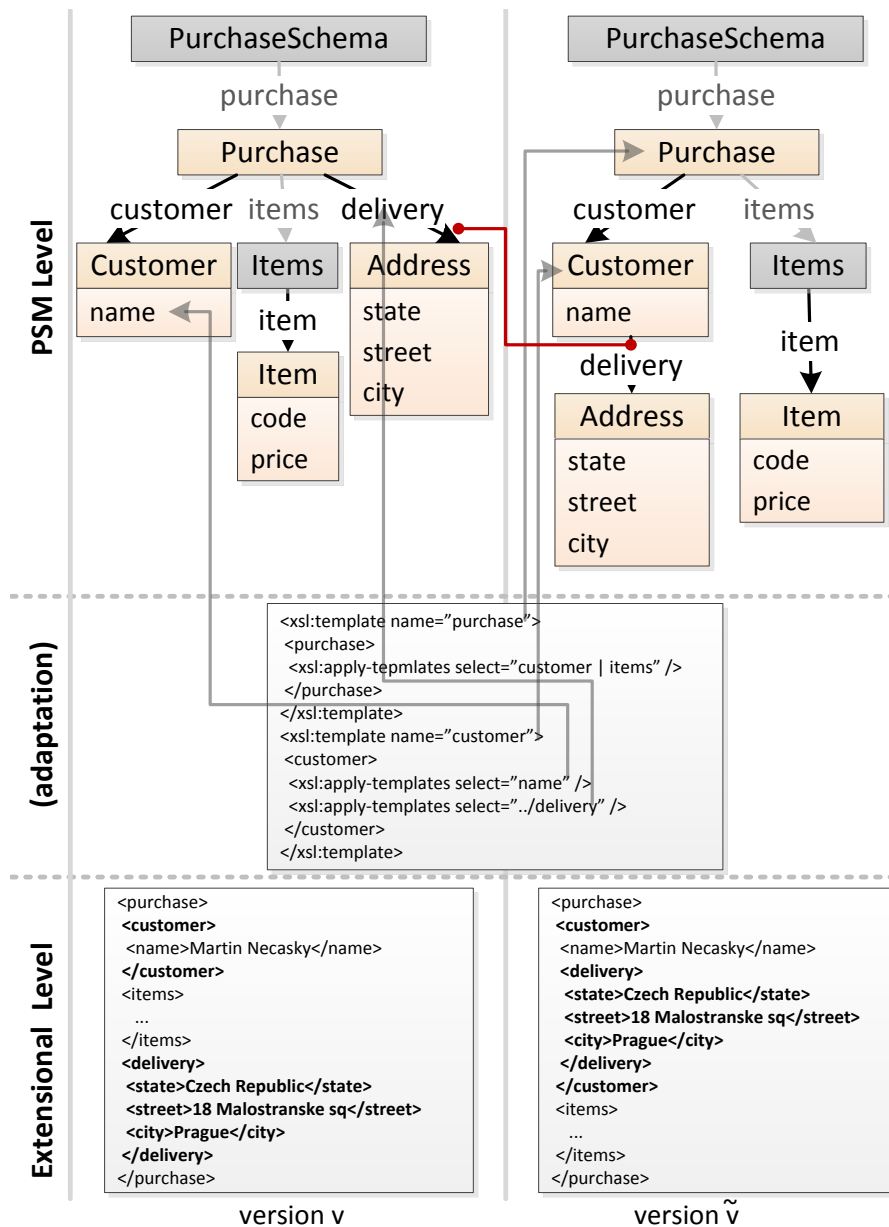 PurchaseSchema
purchase
Purchase
customer items delivery
Customer
name
Items
item
Item
code
price
Address
state
street
city
PurchaseSchema
purchase
Purchase
customer items
Customer
name
delivery
Address
state
street
city
Items
item
Item
code
price
PSM Level
<xsl:template name="purchase">
<purchase>
<xsl:apply-tepmlates select="customer | items" />
</purchase>
</xsl:template>
<xsl:template name="customer">
<customer>
<xsl:apply-templates select="name" />
<xsl:apply-templates select="../delivery" />
</customer>
</xsl:template>
(adaptation)
<purchase>
<customer>
<name>Martin Necasky</name>
</customer>
<items>
...
</items>
<delivery>
<state>Czech Republic</state>
<street>18 Malostranske sq</street>
<city>Prague</city>
</delivery>
</purchase>
<purchase>
<customer>
<name>Martin Necasky</name>
<delivery>
<state>Czech Republic</state>
<street>18 Malostranske sq</street>
<city>Prague</city>
</delivery>
</customer>
<items>
...
</items>
</purchase>
Extensional Level
version v
version ṽ